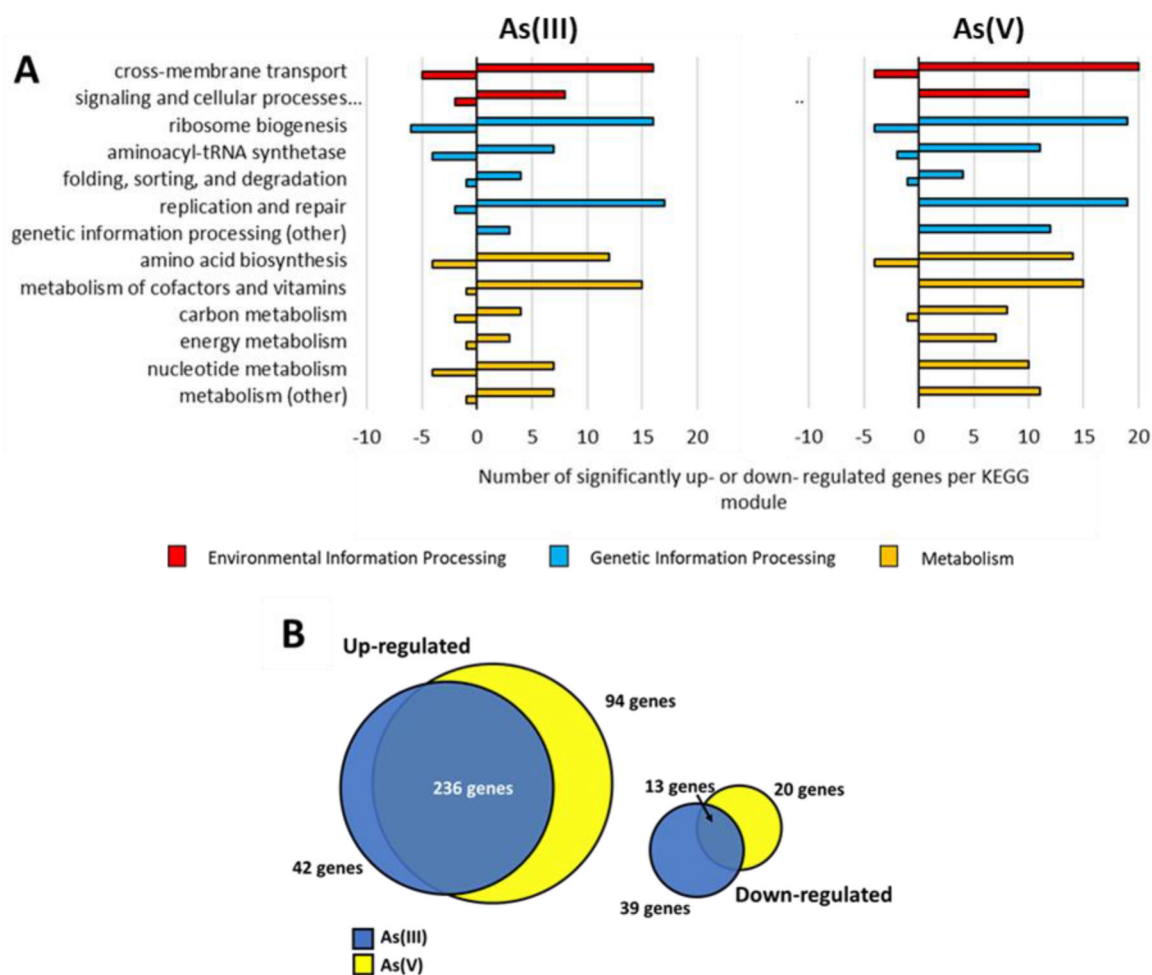 As(III)
As(V)
A
cross-membrane transport
signaling and cellular processes...
..
ribosome biogenesis
aminoacyl-tRNA synthetase
folding, sorting, and degradation
replication and repair
genetic information processing (other)
amino acid biosynthesis
metabolism of cofactors and vitamins
carbon metabolism
energy metabolism
nucleotide metabolism
metabolism (other)
-10 -5 0 5 10 15 20
-10 -5 0 5 10 15 20
Number of significantly up- or down- regulated genes per KEGG
module
Environmental Information Processing
Genetic Information Processing
Metabolism
B
Up-regulated
94 genes
236 genes
42 genes
13 genes
20 genes
Down-regulated
39 genes
As(III)
As(V)